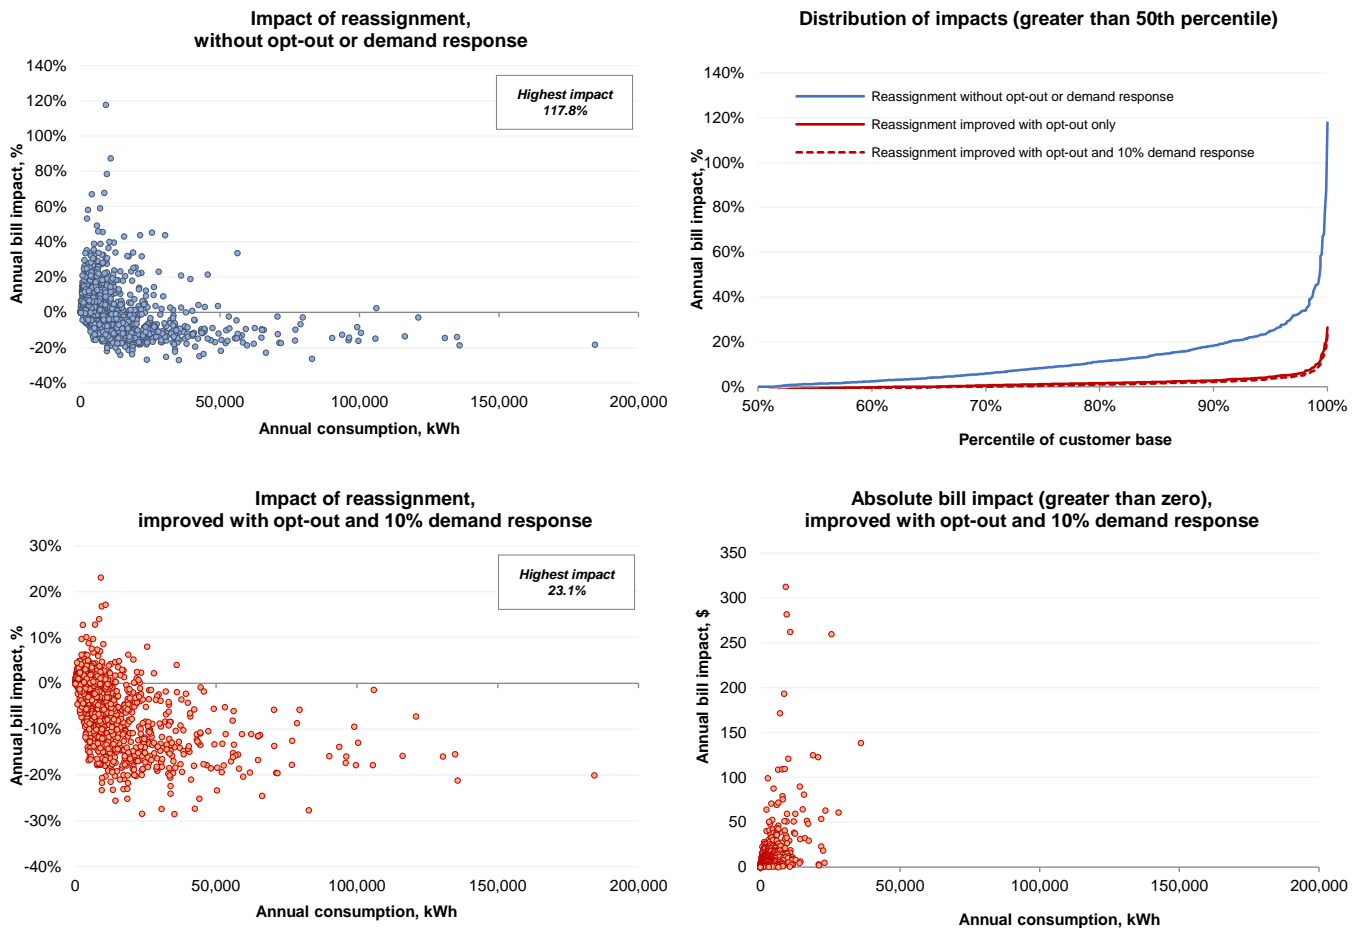 Impact of reassignment,
without opt-out or demand response
140%
120%
100%
80%
60%
40%
20%
0%
-20%
-40%
Annual bill impact, %
Highest impact
117.8%
0
50,000
100,000
150,000
200,000
Annual consumption, kWh
Distribution of impacts (greater than 50th percentile)
140%
120%
100%
80%
60%
40%
20%
0%
Annual bill impact, %
Reassignment without opt-out or demand response
Reassignment improved with opt-out only
Reassignment improved with opt-out and 10% demand response
50%
60%
70%
80%
90%
100%
Percentile of customer base
Impact of reassignment,
improved with opt-out and 10% demand response
30%
20%
10%
0%
-10%
-20%
-30%
-40%
Annual bill impact, %
Highest impact
23.1%
0
50,000
100,000
150,000
200,000
Annual consumption, kWh
Absolute bill impact (greater than zero),
improved with opt-out and 10% demand response
350
300
250
200
150
100
50
0
Annual bill impact, $
0
50,000
100,000
150,000
200,000
Annual consumption, kWh